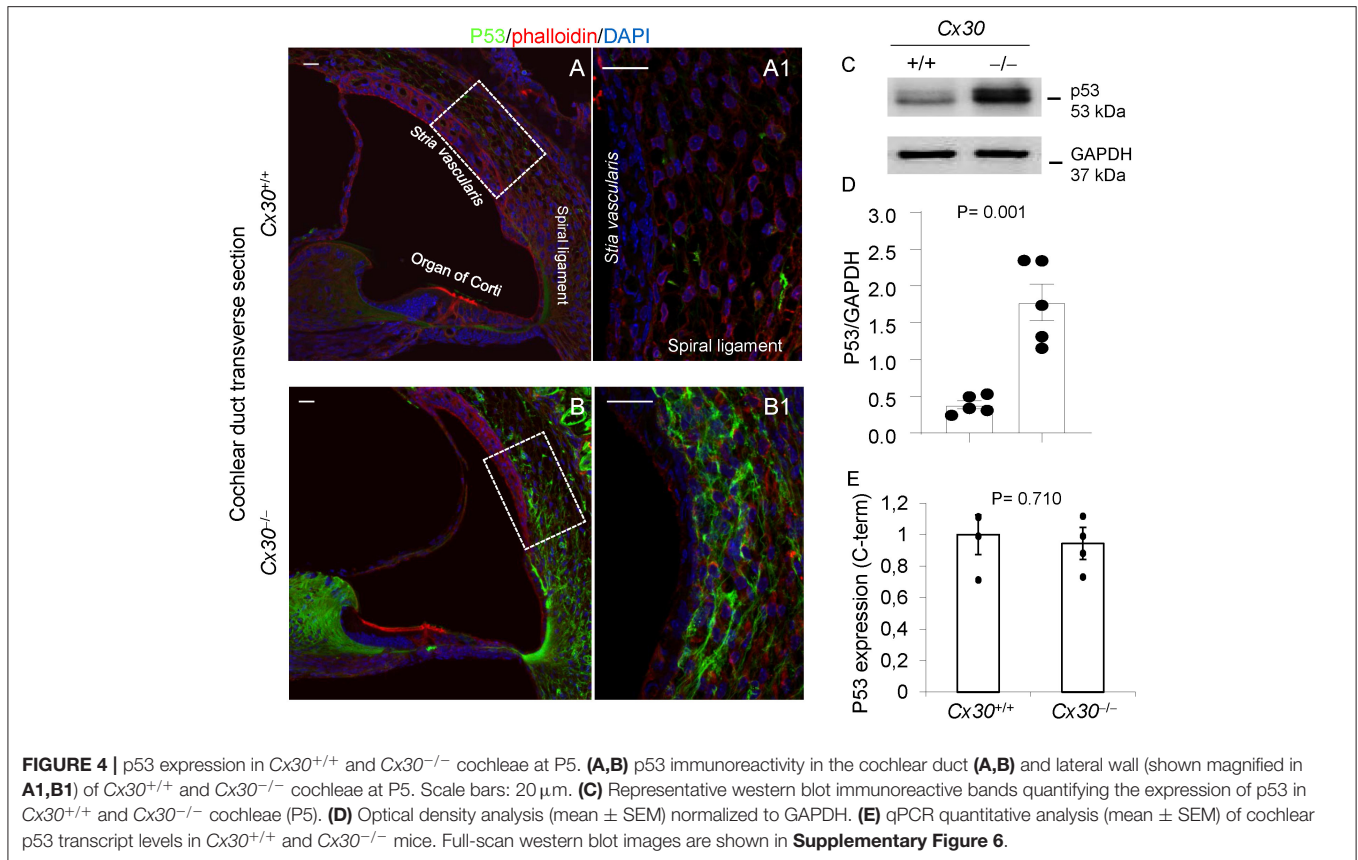 P53/phalloidin/DAPI
Cochlear duct transverse section
Cx30+/+
A
Stria vascularis
Spiral ligament
Organ of Corti
A1
Stia vascularis
Spiral ligament
Cx30−/−
B
B1
Cx30
C
+/+
−/−
p53
53 kDa
GAPDH
37 kDa
D
P= 0.001
P53/GAPDH
3.0
2.5
2.0
1.5
1.0
0.5
0.0
E
P= 0.710
P53 expression (C-term)
1,2
1
0,8
0,6
0,4
0,2
0
Cx30+/+
Cx30−/−
FIGURE 4 | p53 expression in Cx30+/+ and Cx30−/− cochleae at P5. (A,B) p53 immunoreactivity in the cochlear duct (A,B) and lateral wall (shown magnified in
A1,B1) of Cx30+/+ and Cx30−/− cochleae at P5. Scale bars: 20 μm. (C) Representative western blot immunoreactive bands quantifying the expression of p53 in
Cx30+/+ and Cx30−/− cochleae (P5). (D) Optical density analysis (mean ± SEM) normalized to GAPDH. (E) qPCR quantitative analysis (mean ± SEM) of cochlear
p53 transcript levels in Cx30+/+ and Cx30−/− mice. Full-scan western blot images are shown in Supplementary Figure 6.